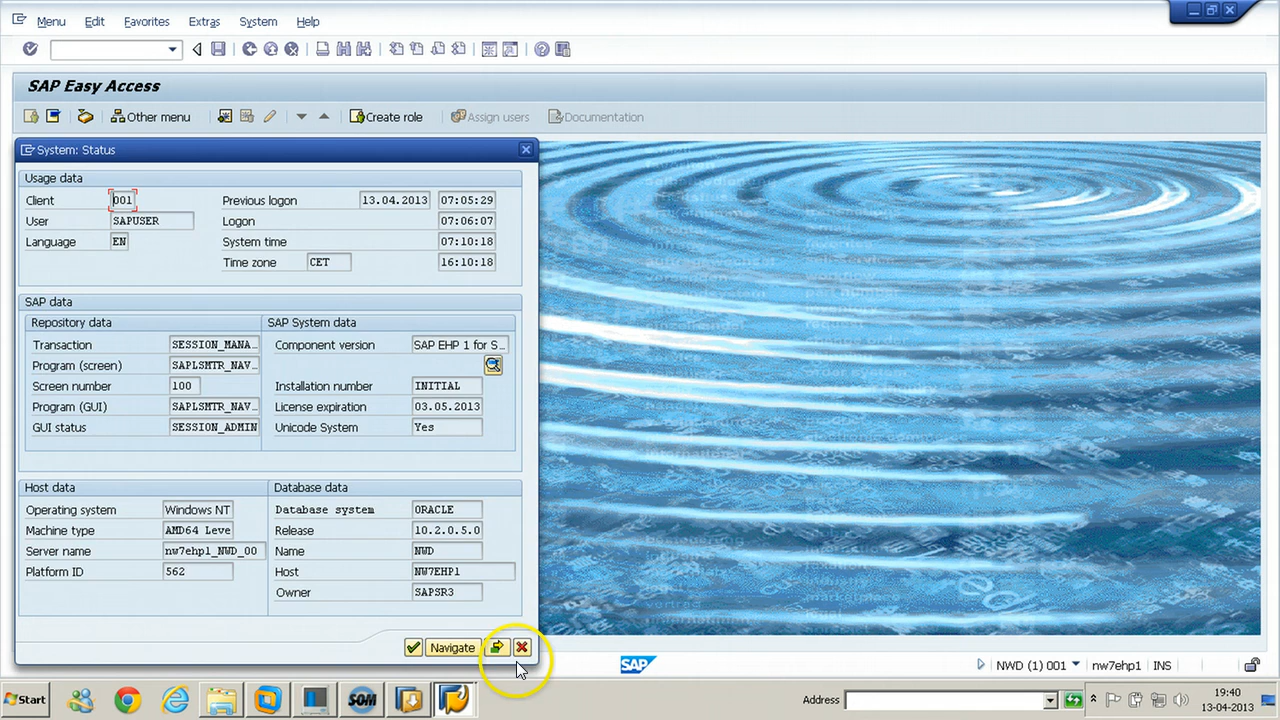 Menu Edit Favorites Extras System Help
SAP Easy Access
Other menu Create role Assign users Documentation
System: Status
Usage data
Client 001 Previous logon 13.04.2013 07:05:29
User SAPUSER Logon 07:06:07
Language EN System time 07:10:18
Time zone CET 16:10:18
SAP data
Repository data SAP System data
Transaction SESSION_MANA.. Component version SAP EHP 1 for S..
Program (screen) SAPLSMTR_NAV..
Screen number 100 Installation number INITIAL
Program (GUI) SAPLSMTR_NAV.. License expiration 03.05.2013
GUI status SESSION_ADMIN Unicode System Yes
Host data Database data
Operating system Windows NT Database system ORACLE
Machine type AMD64 Leve Release 10.2.0.5.0
Server name nw7ehp1_NWD_00 Name NWD
Platform ID 562 Host NW7EHP1
Owner SAPSR3
Navigate
SAP NWD (1) 001 nw7ehp1 INS
Start SOM Address 19:40
13-04-2013